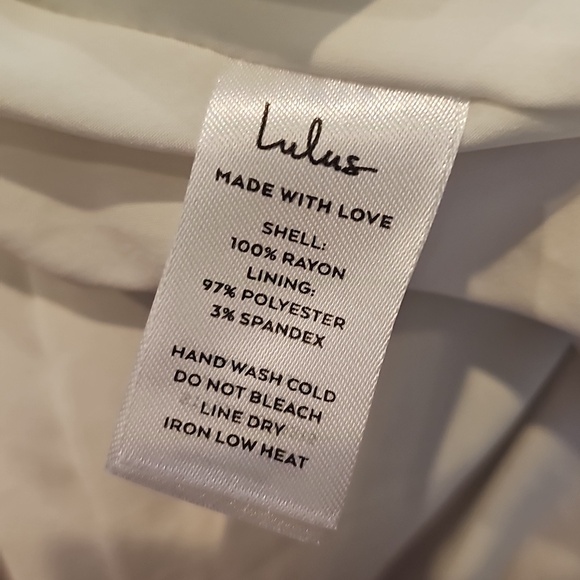 Lulus
MADE WITH LOVE
SHELL:
100% RAYON
LINING:
97% POLYESTER
3% SPANDEX
HAND WASH COLD
DO NOT BLEACH
LINE DRY
IRON LOW HEAT